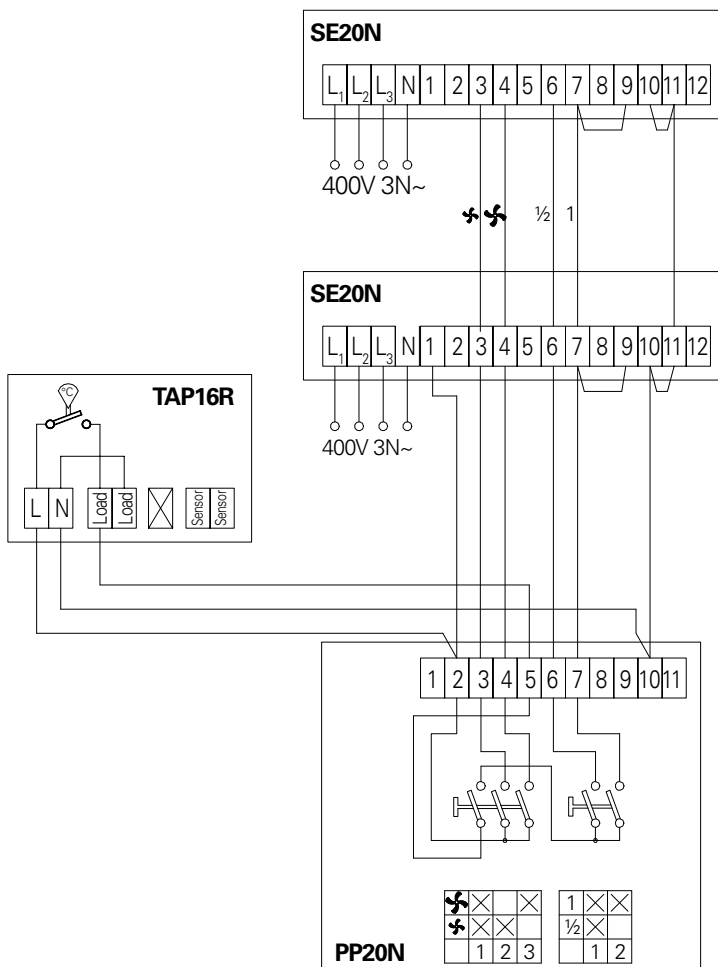 SE20N
L1 L2 L3 N 1 2 3 4 5 6 7 8 9 10 11 12
400V 3N~
½ 1
SE20N
L1 L2 L3 N 1 2 3 4 5 6 7 8 9 10 11 12
400V 3N~
°C
TAP16R
L N Load Load Sensor Sensor
1 2 3 4 5 6 7 8 9 10 11
1
½
1 2 3
1 2
PP20N